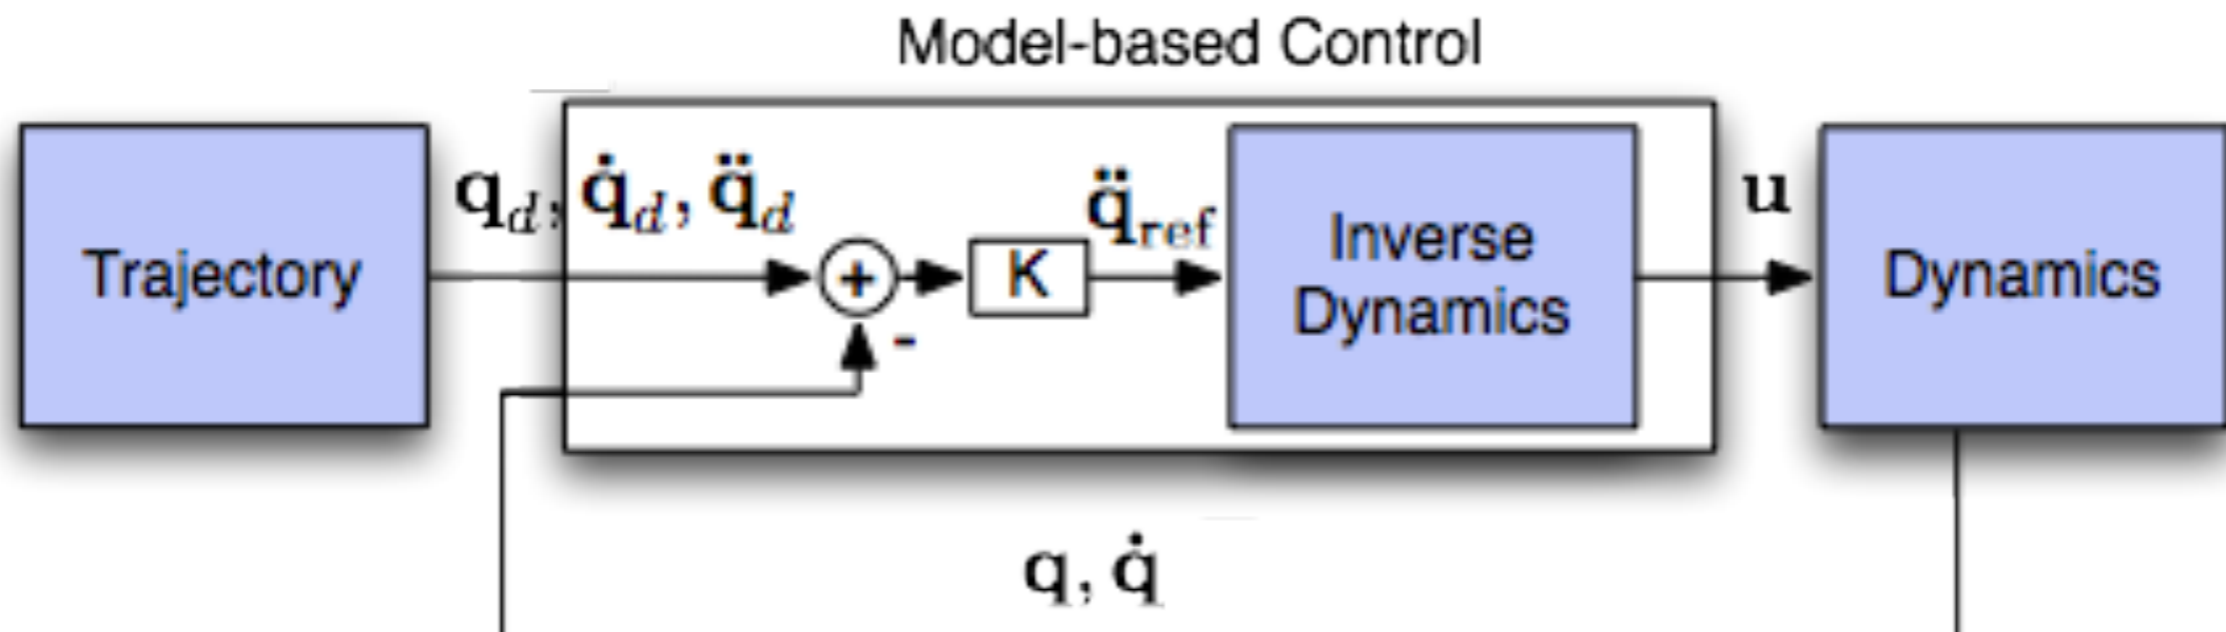 Model-based Control
Trajectory
q_d, q̇_d, q̈_d
+
-
K
q̈_ref
Inverse
Dynamics
u
Dynamics
q, q̇